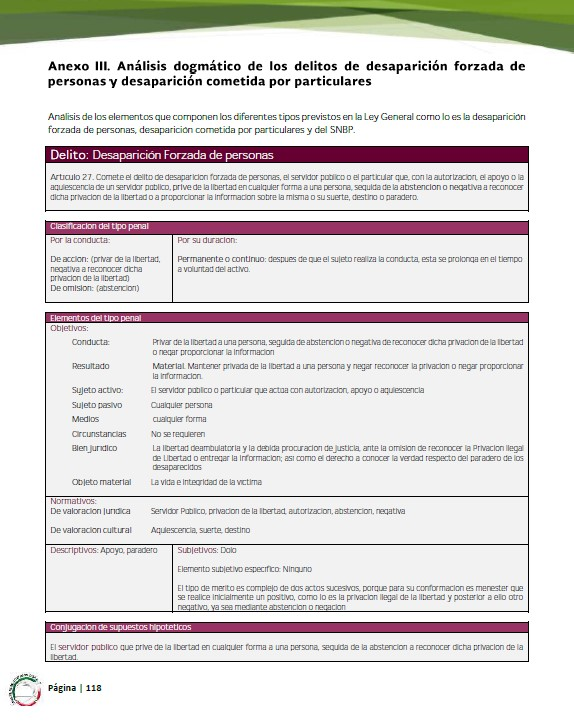 Anexo III. Análisis dogmático de los delitos de desaparición forzada de
personas y desaparición cometida por particulares
Análisis de los elementos que componen los diferentes tipos previstos en la Ley General como lo es la desaparición
forzada de personas, desaparición cometida por particulares y del SNBP.
Delito: Desaparición Forzada de personas
Articulo 27. Comete el delito de desaparicion forzada de personas, el servidor público o el particular que, con la autorizacion, el apoyo o la
aquiescencia de un servidor publico, prive de la libertad en cualquier forma a una persona, seguida de la abstencion o negativa a reconocer
dicha privacion de la libertad o a proporcionar la informacion sobre la misma o su suerte, destino o paradero.
Clasificacion del tipo penal
Por la conducta:
De accion: (privar de la libertad,
negativa a reconocer dicha
privacion de la libertad)
De omision: (abstencion)
Por su duracion:
Permanente o continuo: despues de que el sujeto realiza la conducta, esta se prolonga en el tiempo
a voluntad del activo.
Elementos del tipo penal
Objetivos:
Conducta: Privar de la libertad a una persona, seguida de abstencion o negativa de reconocer dicha privacion de la libertad
o negar proporcionar la informacion
Resultado Material. Mantener privada de la libertad a una persona y negar reconocer la privacion o negar proporcionar
la informacion.
Sujeto activo: El servidor publico o particular que actua con autorizacion, apoyo o aquiescencia
Sujeto pasivo Cualquier persona
Medios cualquier forma
Circunstancias No se requieren
Bien juridico La libertad deambulatoria y la debida procuracion de justicia, ante la omision de reconocer la Privacion ilegal
de Libertad o entregar la informacion; asi como el derecho a conocer la verdad respecto del paradero de los
desaparecidos
Objeto material La vida e integridad de la victima
Normativos:
De valoracion juridica Servidor Publico, privacion de la libertad, autorizacion, abstencion, negativa
De valoracion cultural Aquiescencia, suerte, destino
Descriptivos: Apoyo, paradero
Subjetivos: Dolo
Elemento subjetivo especifico: Ninguno
El tipo de merito es complejo de dos actos sucesivos, porque para su conformacion es menester que
se realice inicialmente un positivo, como lo es la privacion ilegal de la libertad y posterior a ello otro
negativo, ya sea mediante abstencion o negacion
Conjugacion de supuestos hipoteticos
El servidor publico que prive de la libertad en cualquier forma a una persona, seguida de la abstencion a reconocer dicha privacion de la
libertad.
Página | 118